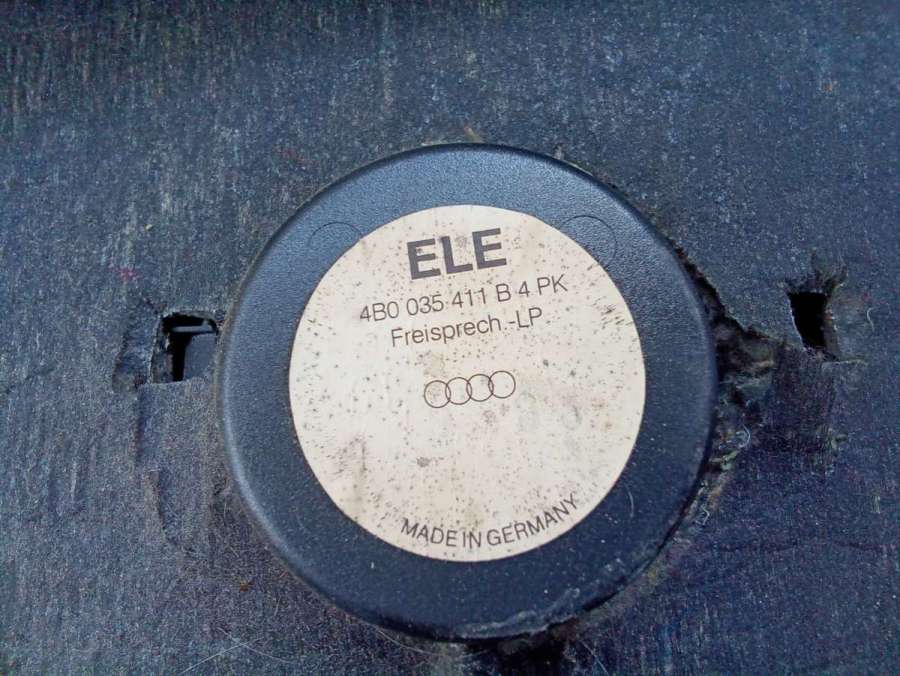 ELE
4B0 035 411 B 4 PK
Freisprech.-LP
MADE IN GERMANY